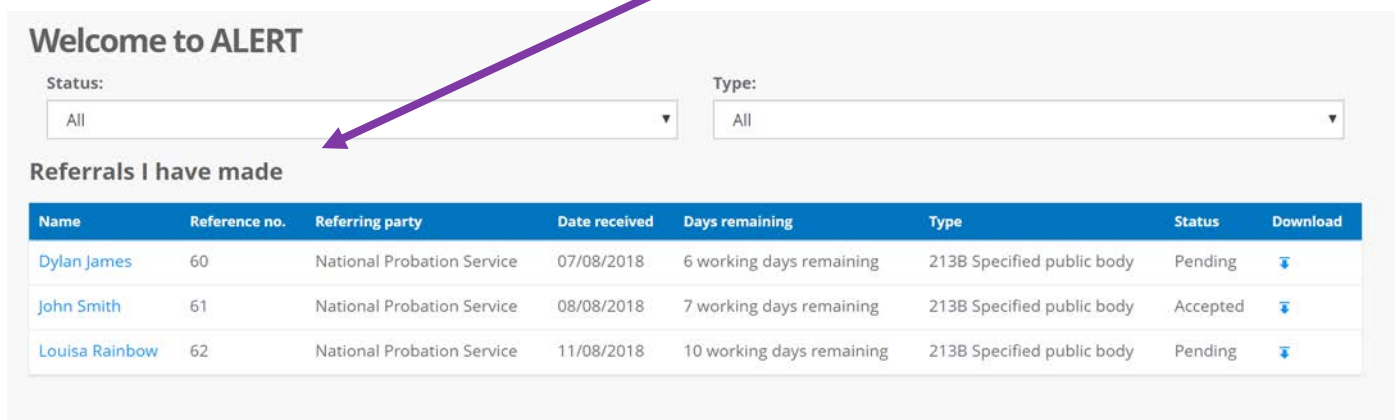 Welcome to ALERT
Status: Type:
All All
Referrals I have made
Name Reference no. Referring party Date received Days remaining Type Status Download
Dylan James 60 National Probation Service 07/08/2018 6 working days remaining 213B Specified public body Pending
John Smith 61 National Probation Service 08/08/2018 7 working days remaining 213B Specified public body Accepted
Louisa Rainbow 62 National Probation Service 11/08/2018 10 working days remaining 213B Specified public body Pending